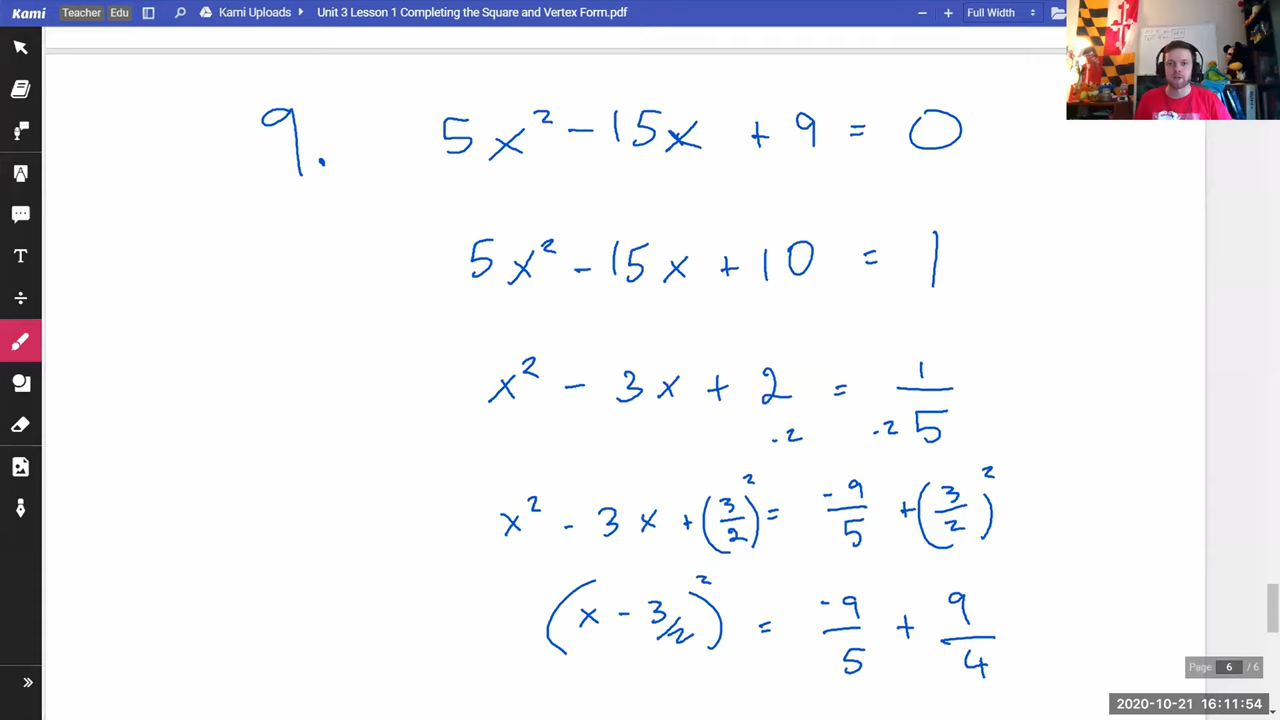 Kami Teacher Edu Kami Uploads > Unit 3 Lesson 1 Completing the Square and Vertex Form.pdf − + Full Width
9. 5x² − 15x + 9 = 0
5x² − 15x + 10 = 1
x² − 3x + 2 = 1/5
-2 -2
x² − 3x + (3/2)² = -9/5 + (3/2)²
(x − 3/2)² = -9/5 + 9/4
Page 6 / 6
2020-10-21 16:11:54